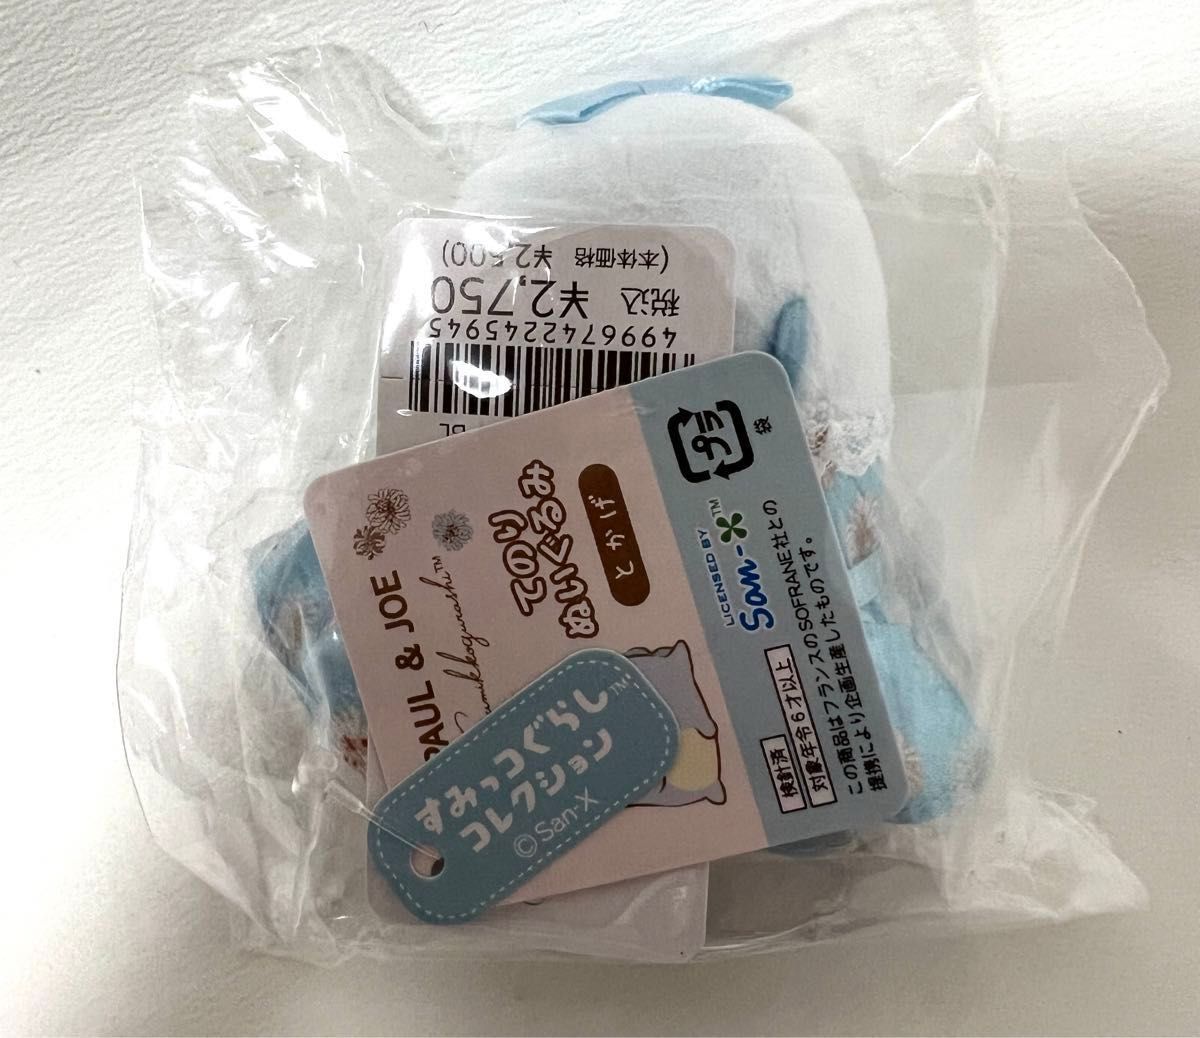 (本体価格 ¥2,500)
税込 ¥2,750
4996742245945
BL
PAUL & JOE
Sumikkogurashi™
てのり
ぬいぐるみ
とかげ
プラ
袋
LICENSED BY
San-X™
検針済
対象年令6才以上
この商品はフランスのSOFRANE社との
提携により企画生産したものです。
すみっコぐらし™
コレクション
©San-X